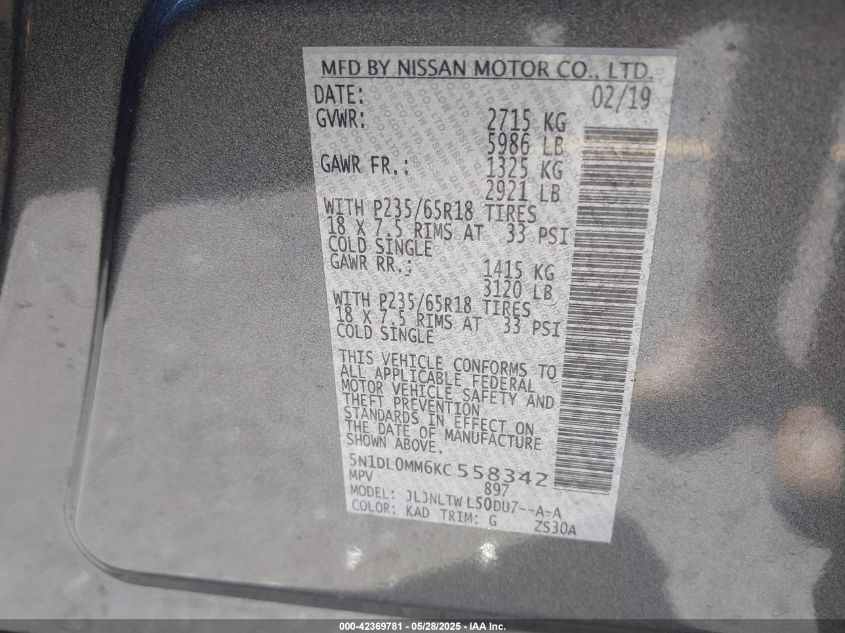 MFD BY NISSAN MOTOR CO., LTD.
DATE: 02/19
GVWR: 2715 KG
5986 LB
GAWR FR.: 1325 KG
2921 LB
WITH P235/65R18 TIRES
18 X 7.5 RIMS AT 33 PSI
COLD SINGLE
GAWR RR.: 1415 KG
3120 LB
WITH P235/65R18 TIRES
18 X 7.5 RIMS AT 33 PSI
COLD SINGLE
THIS VEHICLE CONFORMS TO
ALL APPLICABLE FEDERAL
MOTOR VEHICLE SAFETY AND
THEFT PREVENTION
STANDARDS IN EFFECT ON
THE DATE OF MANUFACTURE
SHOWN ABOVE.
5N1DL0MM6KC 558342
MPV 897
MODEL: JLJNLTW L50DU7--A-A
COLOR: KAD TRIM: G ZS30A
000-42369781 — 05/28/2025 — IAA Inc.